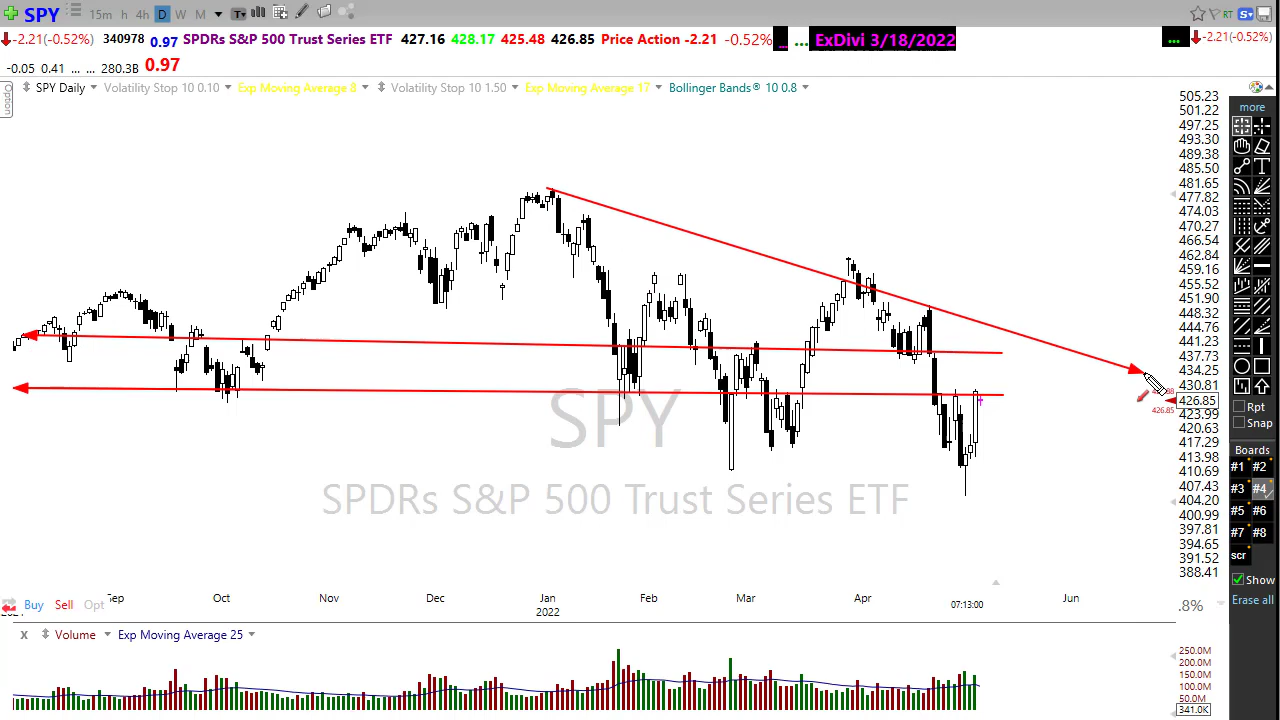 SPY 15m h 4h D W M T RT S
-2.21(-0.52%) 340978 0.97 SPDRs S&P 500 Trust Series ETF 427.16 428.17 425.48 426.85 Price Action -2.21 -0.52% ... ExDivi 3/18/2022 ... -2.21(-0.52%)
-0.05 0.41 ... ... 280.3B 0.97
Option
SPY Daily Volatility Stop 10 0.10 Exp Moving Average 8 Volatility Stop 10 1.50 Exp Moving Average 17 Bollinger Bands® 10 0.8
505.23
501.22
497.25
493.30
489.38
485.50
481.65
477.82
474.03
470.27
466.54
462.84
459.16
455.52
451.90
448.32
444.76
441.23
437.73
434.25
430.81
426.85
426.85
423.99
420.63
417.29
413.98
410.69
407.43
404.20
400.99
397.81
394.65
391.52
388.41
more
T
Rpt
Snap
Boards
#1 #2
#3 #4
#5 #6
#7 #8
scr
Show
Erase all
SPY
SPDRs S&P 500 Trust Series ETF
Buy Sell Opt
Oct Nov Dec Jan Feb Mar Apr 07:13:00 Jun
2022
.8%
x Volume Exp Moving Average 25
250.0M
200.0M
150.0M
100.0M
50.0M
341.0K